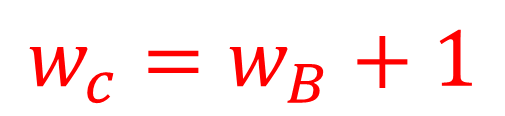 w_c = w_B + 1